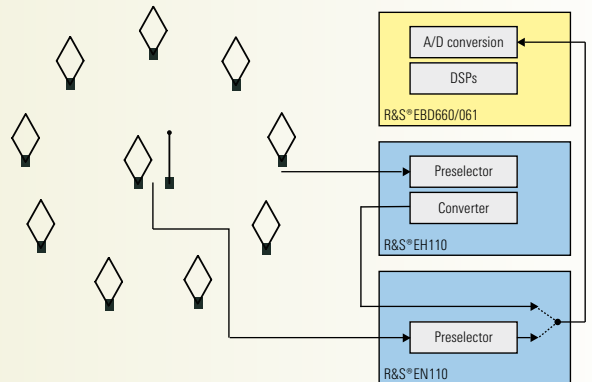 A/D conversion
DSPs
R&S®EBD660/061
Preselector
Converter
R&S®EH110
Preselector
R&S®EN110